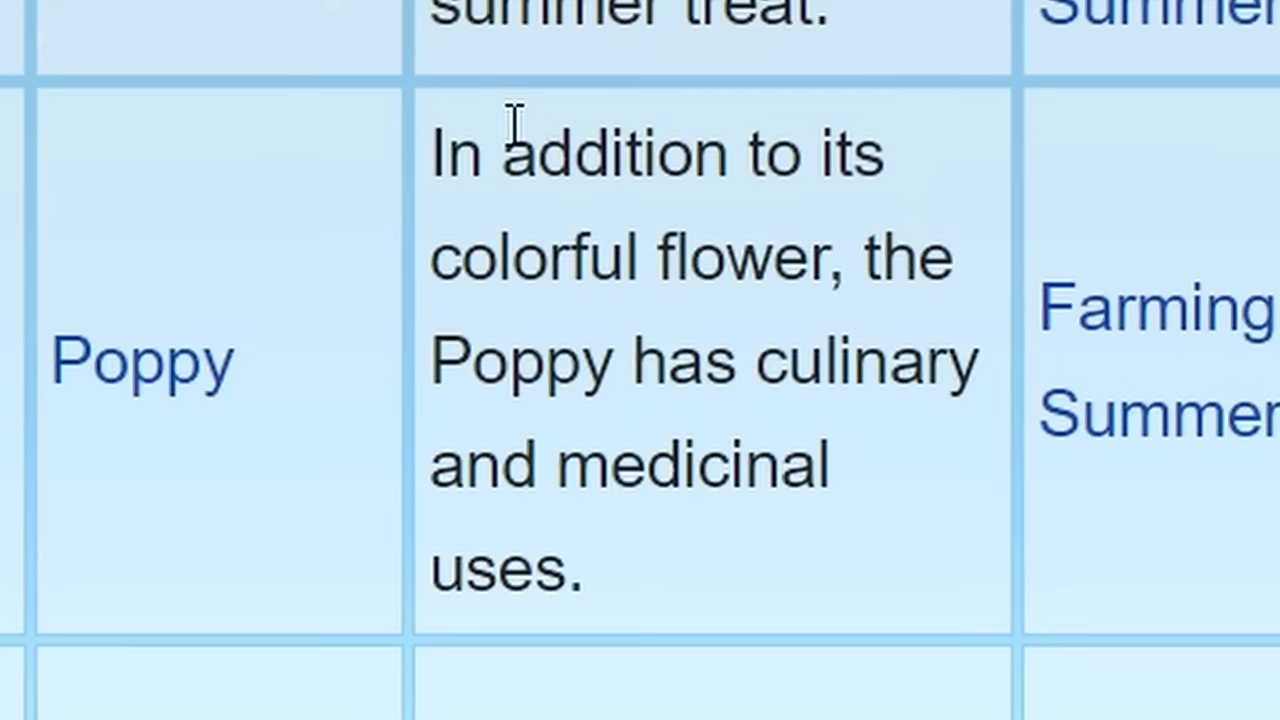 summer treat.
Summer
In addition to its
colorful flower, the
Poppy has culinary
and medicinal
uses.
Poppy
Farming
Summer